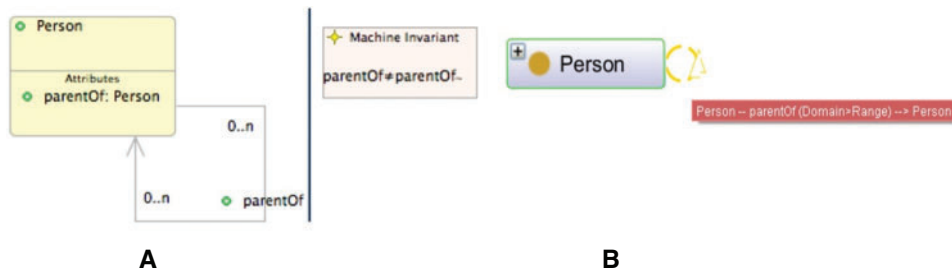 Person
Attributes
parentOf: Person
0..n
0..n
parentOf
Machine Invariant
parentOf≠parentOf~
Person
Person -- parentOf (Domain>Range) --> Person
A
B